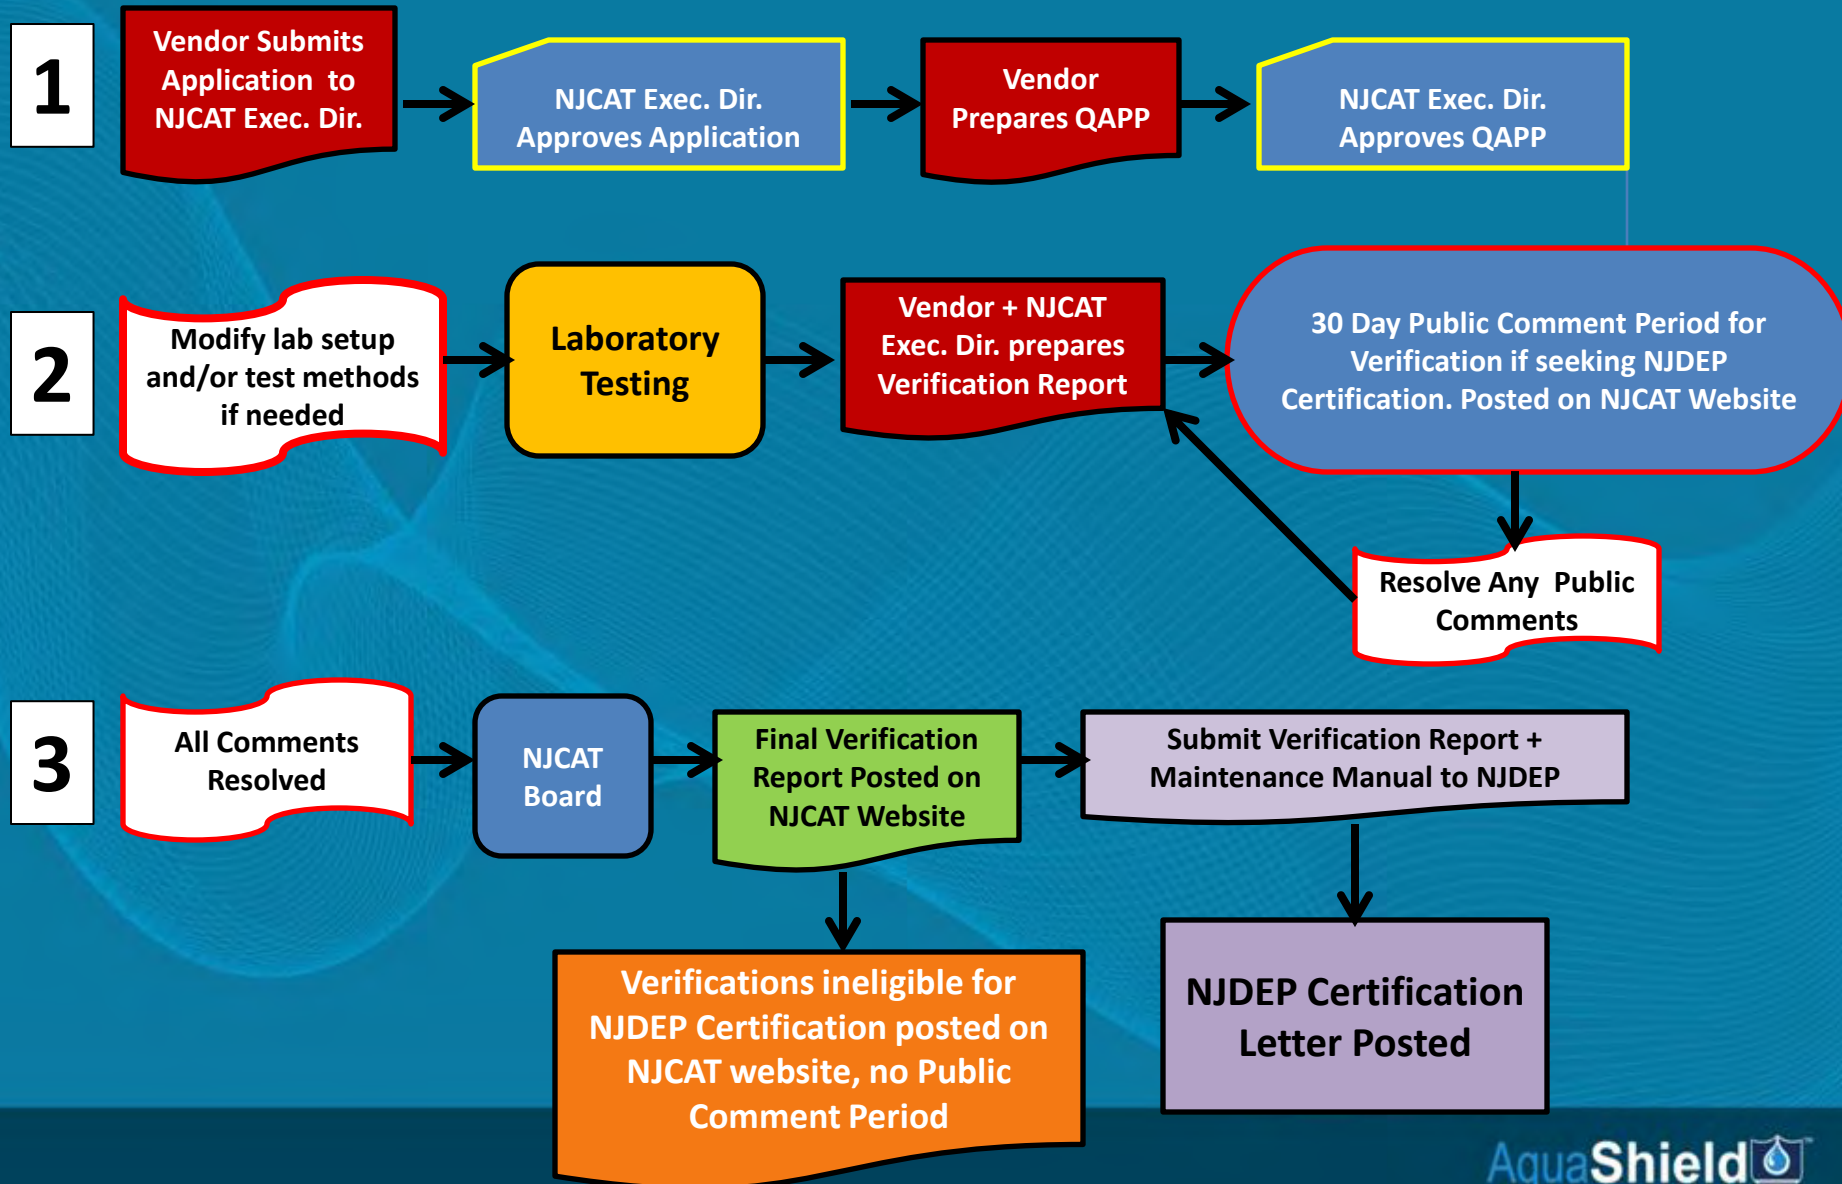 1
Vendor Submits
Application to
NJCAT Exec. Dir.
NJCAT Exec. Dir.
Approves Application
Vendor
Prepares QAPP
NJCAT Exec. Dir.
Approves QAPP
2
Modify lab setup
and/or test methods
if needed
Laboratory
Testing
Vendor + NJCAT
Exec. Dir. prepares
Verification Report
30 Day Public Comment Period for
Verification if seeking NJDEP
Certification. Posted on NJCAT Website
Resolve Any Public
Comments
3
All Comments
Resolved
NJCAT
Board
Final Verification
Report Posted on
NJCAT Website
Submit Verification Report +
Maintenance Manual to NJDEP
Verifications ineligible for
NJDEP Certification posted on
NJCAT website, no Public
Comment Period
NJDEP Certification
Letter Posted
AquaShield™